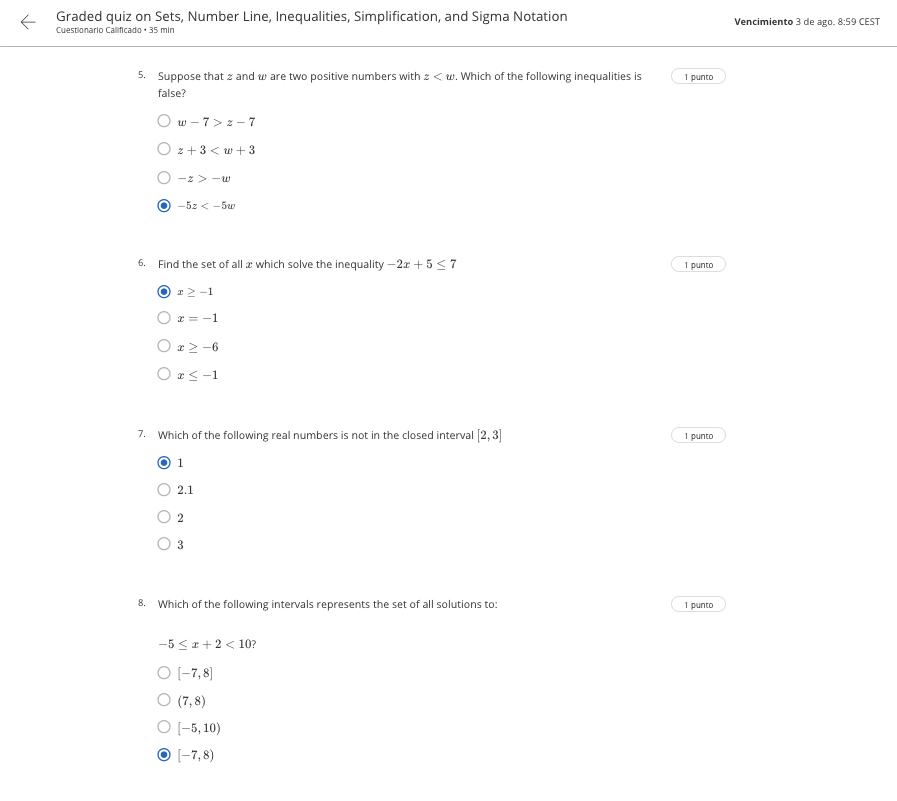 Graded quiz on Sets, Number Line, Inequalities, Simplification, and Sigma Notation
Cuestionario Calificado • 35 min
Vencimiento 3 de ago. 8:59 CEST
5. Suppose that z and w are two positive numbers with z < w. Which of the following inequalities is
false?
1 punto
w − 7 > z − 7
z + 3 < w + 3
−z > −w
−5z < −5w
6. Find the set of all x which solve the inequality −2x + 5 ≤ 7
1 punto
x ≥ −1
x = −1
x ≥ −6
x ≤ −1
7. Which of the following real numbers is not in the closed interval [2, 3]
1 punto
1
2.1
2
3
8. Which of the following intervals represents the set of all solutions to:
1 punto
−5 ≤ x + 2 < 10?
[−7, 8]
(7, 8)
[−5, 10)
[−7, 8)